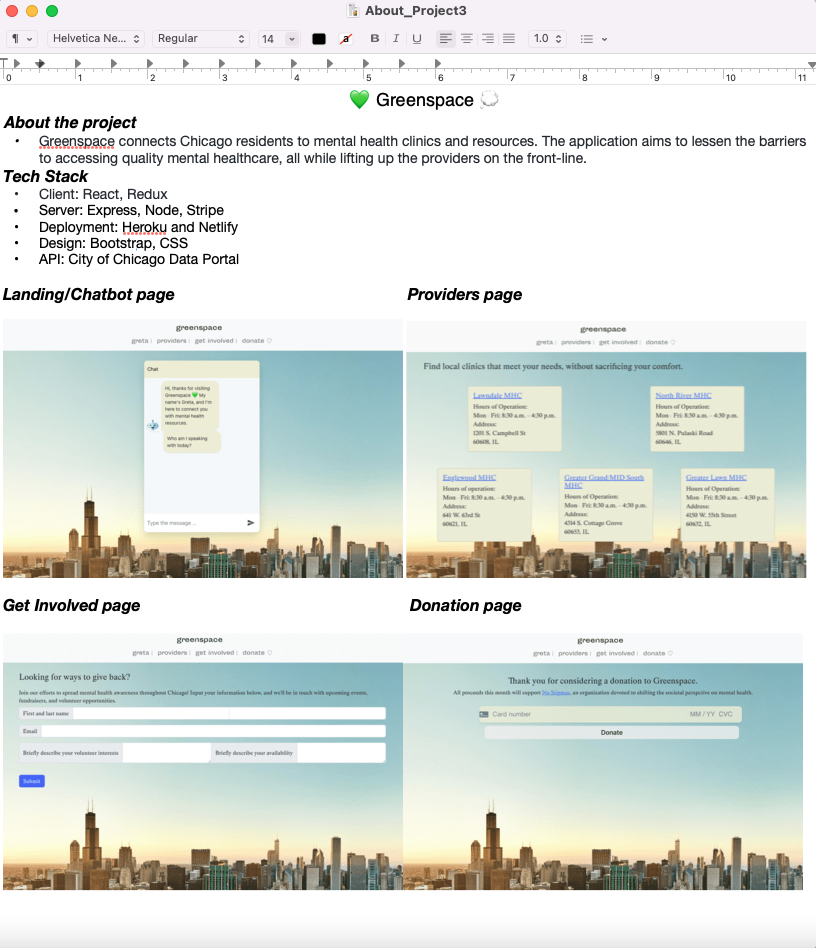 About_Project3
¶ Helvetica Ne... Regular 14 a B I U 1.0
0 1 2 3 4 5 6 7 8 9 10 11
💚 Greenspace 💭
About the project
• Greenspace connects Chicago residents to mental health clinics and resources. The application aims to lessen the barriers
to accessing quality mental healthcare, all while lifting up the providers on the front-line.
Tech Stack
• Client: React, Redux
• Server: Express, Node, Stripe
• Deployment: Heroku and Netlify
• Design: Bootstrap, CSS
• API: City of Chicago Data Portal
Landing/Chatbot page
greenspace
greta | providers | get involved | donate ♡
Chat
Hi, thanks for visiting
Greenspace 💚 My
name's Greta, and I'm
here to connect you
with mental health
resources.
Who am I speaking
with today?
Type the message ...
Providers page
greenspace
greta | providers | get involved | donate ♡
Find local clinics that meet your needs, without sacrificing your comfort.
Lawndale MHC
Hours of Operation:
Mon - Fri: 8:30 a.m. - 4:30 p.m.
Address:
1201 S. Campbell St
60608, IL
North River MHC
Hours of Operation:
Mon - Fri: 8:30 a.m. - 4:30 p.m.
Address:
5801 N. Pulaski Road
60646, IL
Englewood MHC
Hours of operation:
Mon - Fri: 8:30 a.m. - 4:30 p.m.
Address:
641 W. 63rd St
60621, IL
Greater Grand/MID South
MHC
Hours of Operation:
Mon - Fri: 8:30 a.m. - 4:30 p.m.
Address:
4314 S. Cottage Grove
60653, IL
Greater Lawn MHC
Hours of Operation:
Mon - Fri: 8:30 a.m. - 4:30 p.m.
Address:
4150 W. 55th Street
60632, IL
Get Involved page
greenspace
greta | providers | get involved | donate ♡
Looking for ways to give back?
Join our efforts to spread mental health awareness throughout Chicago! Input your information below, and we'll be in touch with upcoming events,
fundraisers, and volunteer opportunities.
First and last name
Email
Briefly describe your volunteer interests Briefly describe your availability
Submit
Donation page
greenspace
greta | providers | get involved | donate ♡
Thank you for considering a donation to Greenspace.
All proceeds this month will support No Stigmas, an organization devoted to shifting the societal perspective on mental health.
Card number MM / YY CVC
Donate